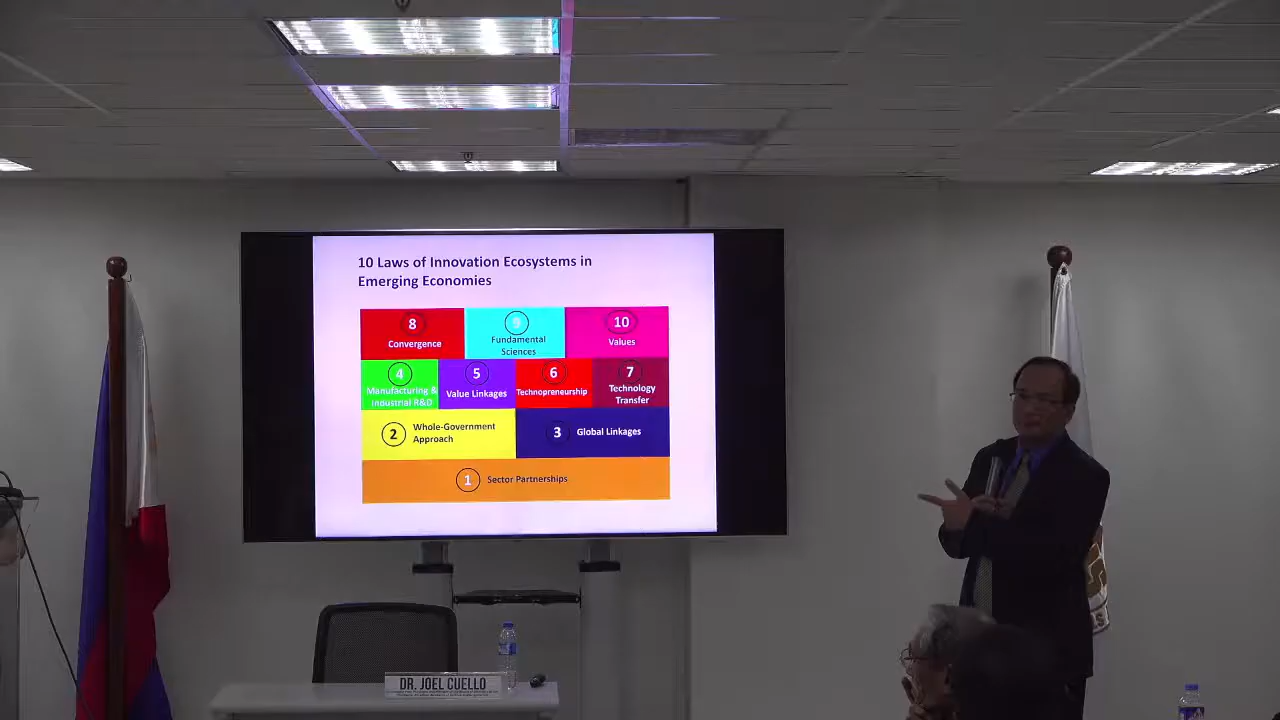 10 Laws of Innovation Ecosystems in
Emerging Economies
8
Convergence
9
Fundamental
Sciences
10
Values
4
Manufacturing &
Industrial R&D
5
Value Linkages
6
Technopreneurship
7
Technology
Transfer
2
Whole-Government
Approach
3
Global Linkages
1
Sector Partnerships
DR. JOEL CUELLO